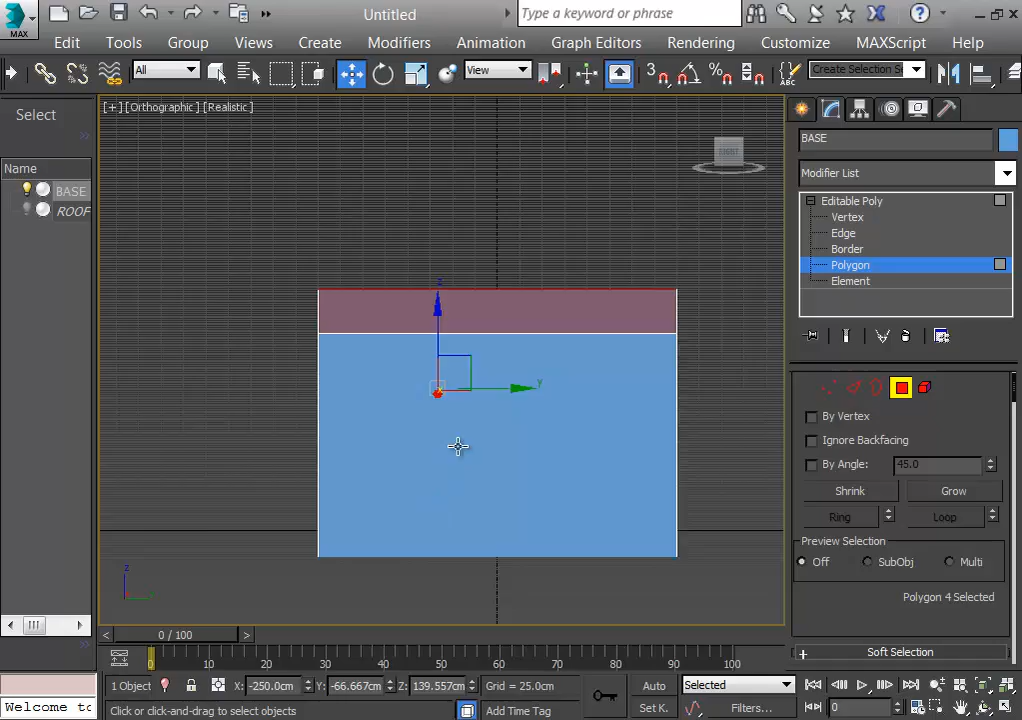 MAX
Untitled
Type a keyword or phrase
Edit Tools Group Views Create Modifiers Animation Graph Editors Rendering Customize MAXScript Help
All
View
Create Selection Se
Select
Name
BASE
ROOF
[+] [Orthographic] [Realistic]
z
y
z
BASE
Modifier List
Editable Poly
Vertex
Edge
Border
Polygon
Element
By Vertex
Ignore Backfacing
By Angle: 45.0
Shrink Grow
Ring Loop
Preview Selection
Off SubObj Multi
Polygon 4 Selected
+ Soft Selection
< 0 / 100 >
0 10 20 30 40 50 60 70 80 90 100
1 Object X: -250.0cm Y: -66.667cm Z: 139.557cm Grid = 25.0cm Auto Selected
Welcome to Click or click-and-drag to select objects Add Time Tag Set K. Filters... 0